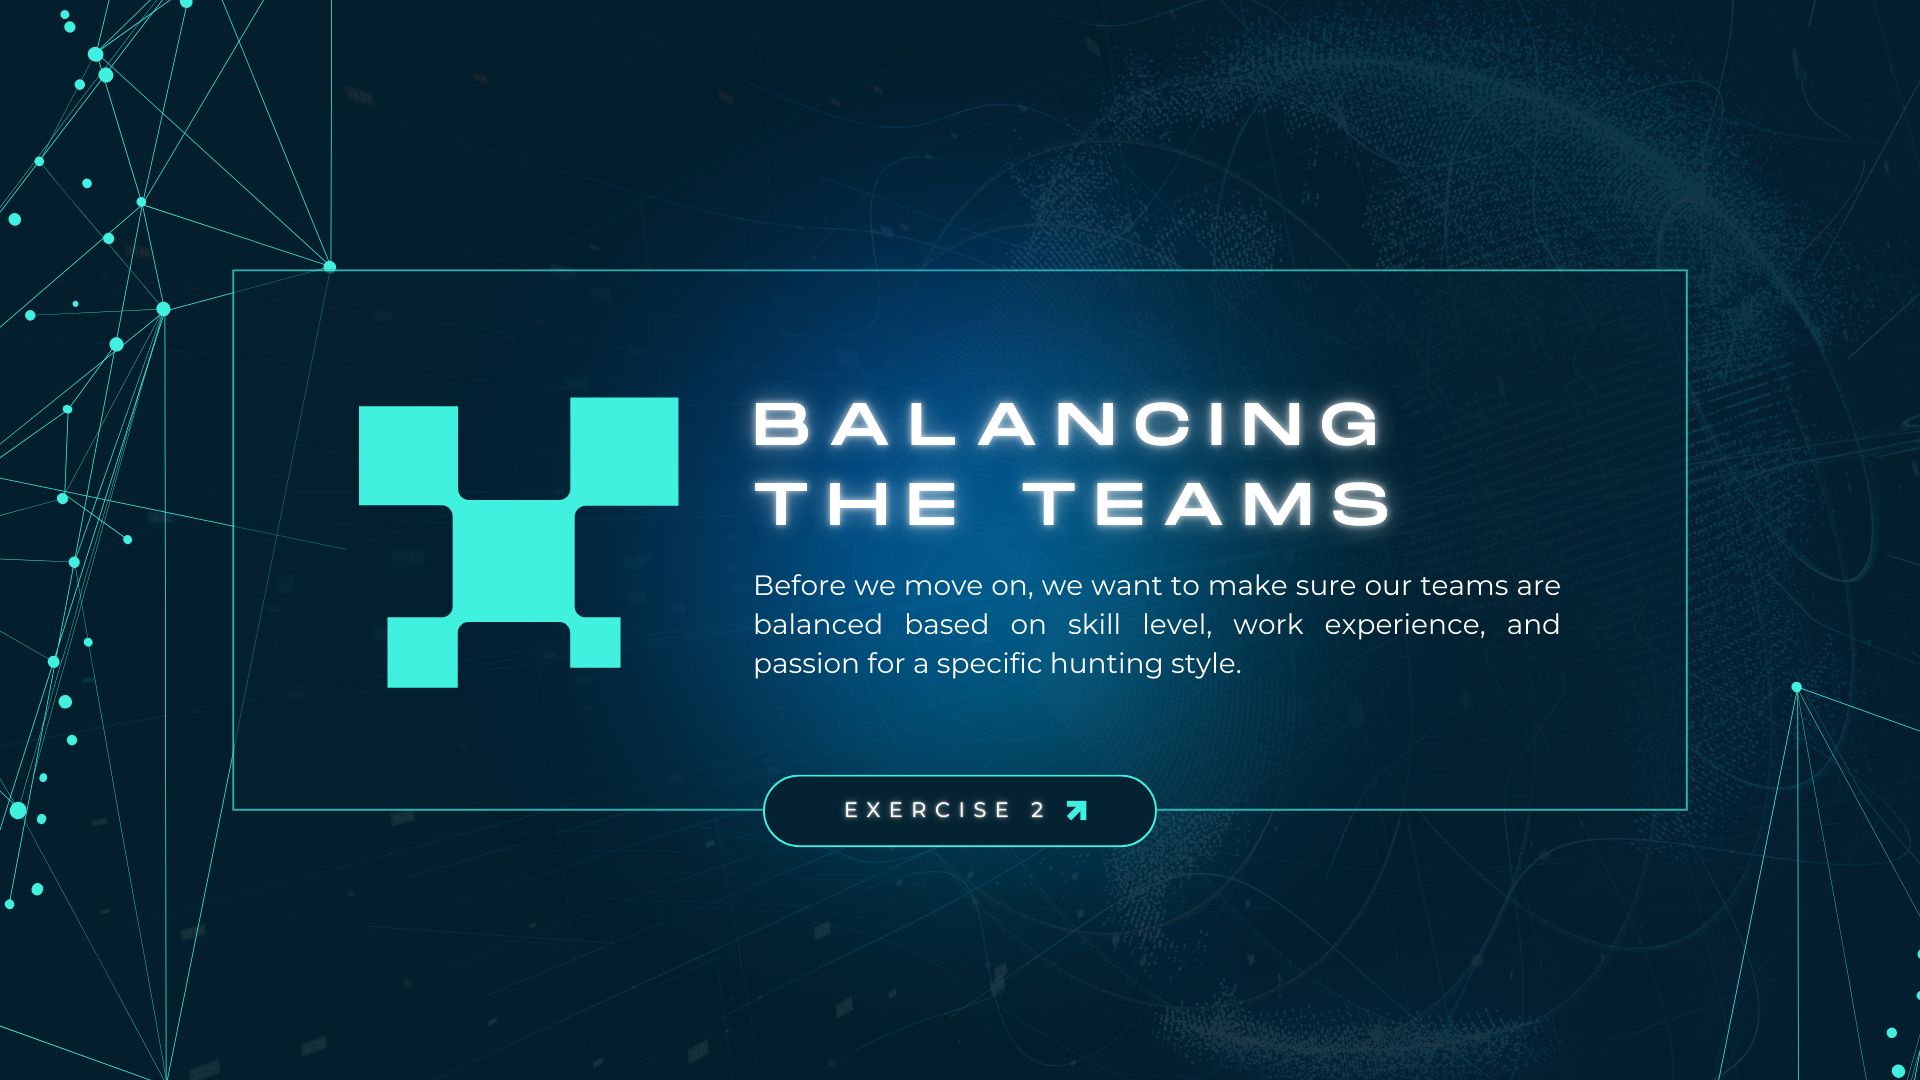 BALANCING
THE TEAMS
Before we move on, we want to make sure our teams are
balanced based on skill level, work experience, and
passion for a specific hunting style.
EXERCISE 2